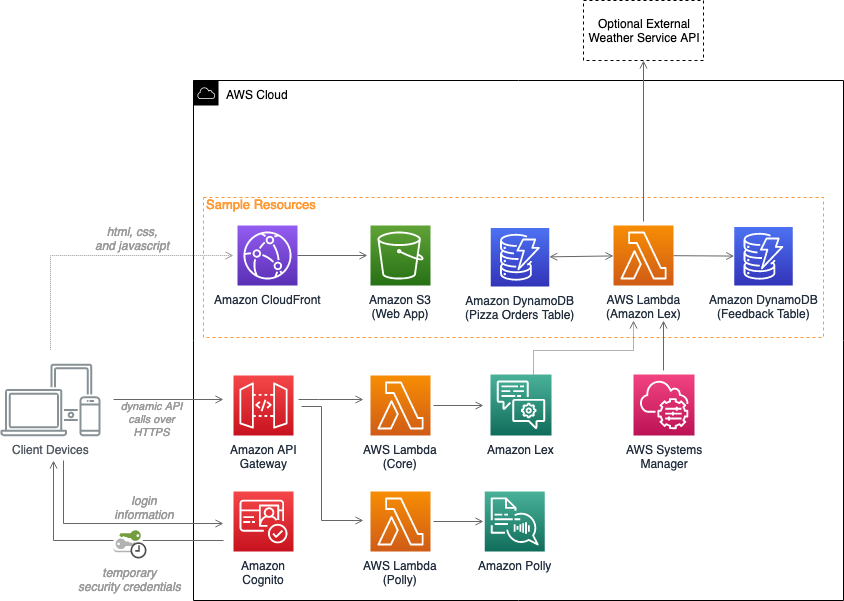 Optional External
Weather Service API
AWS Cloud
Sample Resources
html, css,
and javascript
Amazon CloudFront
Amazon S3
(Web App)
Amazon DynamoDB
(Pizza Orders Table)
AWS Lambda
(Amazon Lex)
Amazon DynamoDB
(Feedback Table)
Client Devices
dynamic API
calls over
HTTPS
Amazon API
Gateway
AWS Lambda
(Core)
Amazon Lex
AWS Systems
Manager
login
information
temporary
security credentials
Amazon
Cognito
AWS Lambda
(Polly)
Amazon Polly